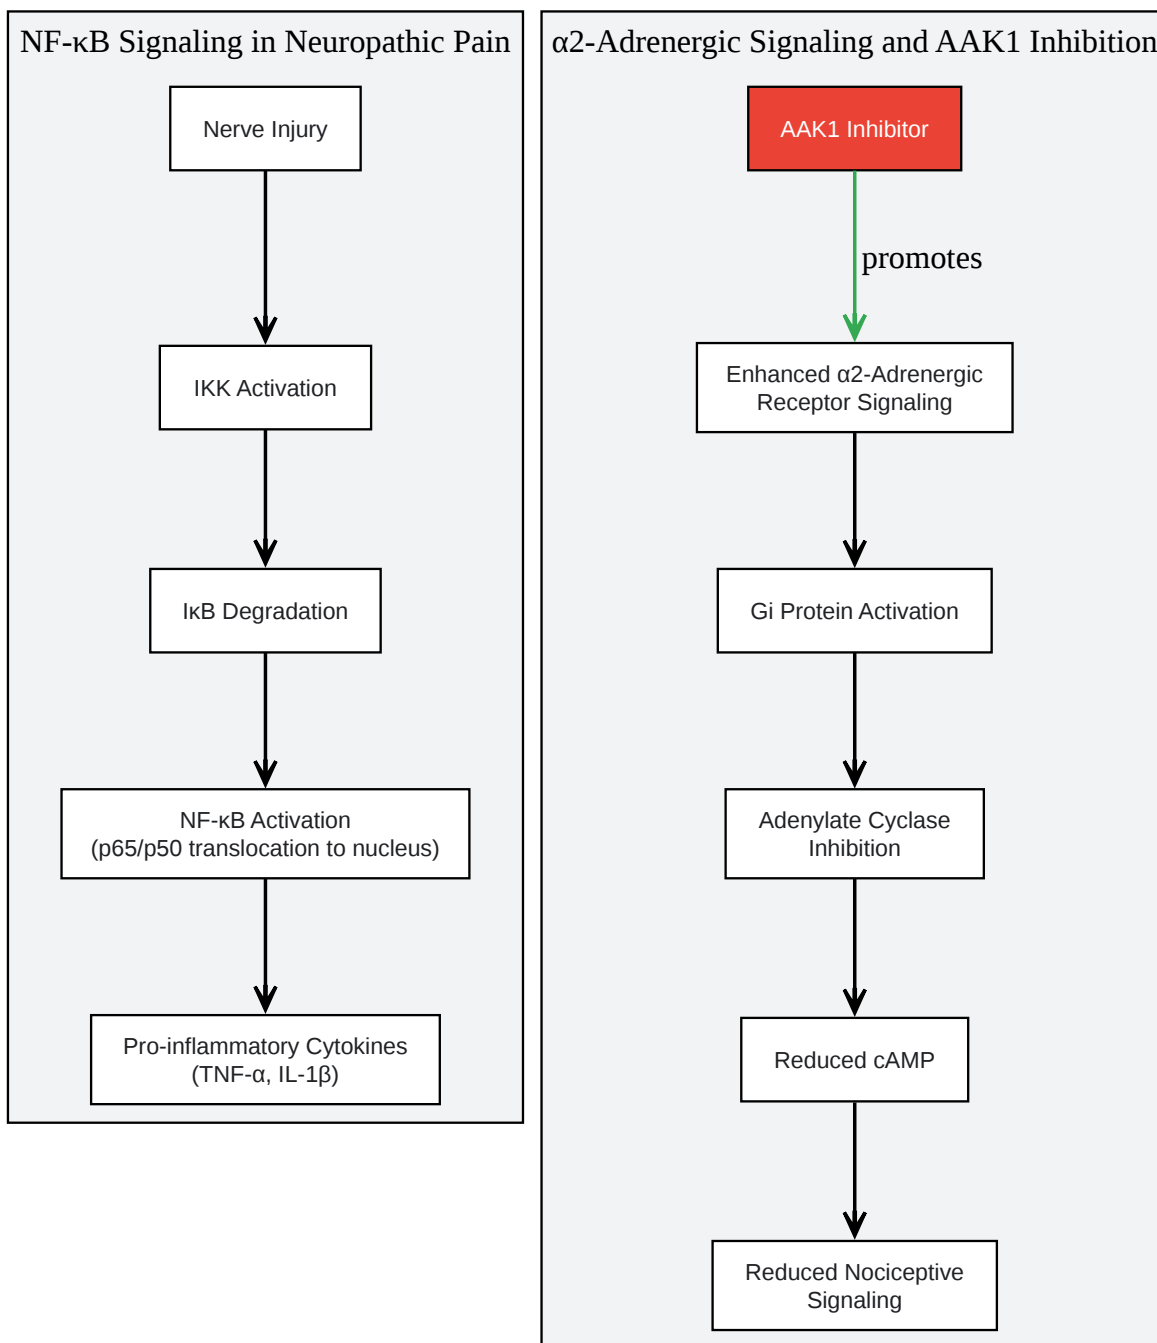 NF-κB Signaling in Neuropathic Pain
Nerve Injury
IKK Activation
IκB Degradation
NF-κB Activation
(p65/p50 translocation to nucleus)
Pro-inflammatory Cytokines
(TNF-α, IL-1β)
α2-Adrenergic Signaling and AAK1 Inhibition
AAK1 Inhibitor
promotes
Enhanced α2-Adrenergic
Receptor Signaling
Gi Protein Activation
Adenylate Cyclase
Inhibition
Reduced cAMP
Reduced Nociceptive
Signaling